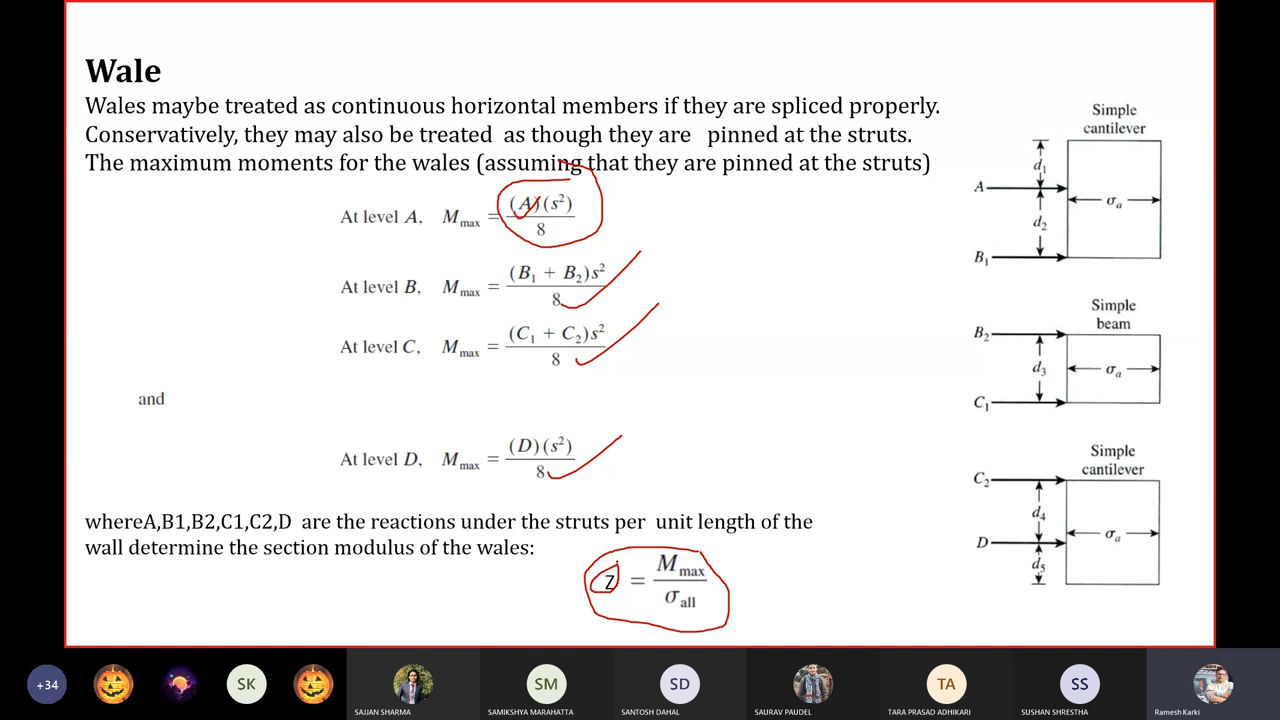 Wale
Wales maybe treated as continuous horizontal members if they are spliced properly.
Conservatively, they may also be treated as though they are pinned at the struts.
The maximum moments for the wales (assuming that they are pinned at the struts)
At level A, M max = (A)(s²) / 8
At level B, M max = (B₁ + B₂)s² / 8
At level C, M max = (C₁ + C₂)s² / 8
and
At level D, M max = (D)(s²) / 8
whereA,B1,B2,C1,C2,D are the reactions under the struts per unit length of the
wall determine the section modulus of the wales:
Z = M max / σ all
Simple
cantilever
d₁
A
σₐ
d₂
B₁
Simple
beam
B₂
d₃
σₐ
C₁
Simple
cantilever
C₂
d₄
σₐ
D
d₅
+34
SK
SM
SD
TA
SS
SAJJAN SHARMA
SAMIKSHYA MARAHATTA
SANTOSH DAHAL
SAURAV PAUDEL
TARA PRASAD ADHIKARI
SUSHAN SHRESTHA
Ramesh Karki